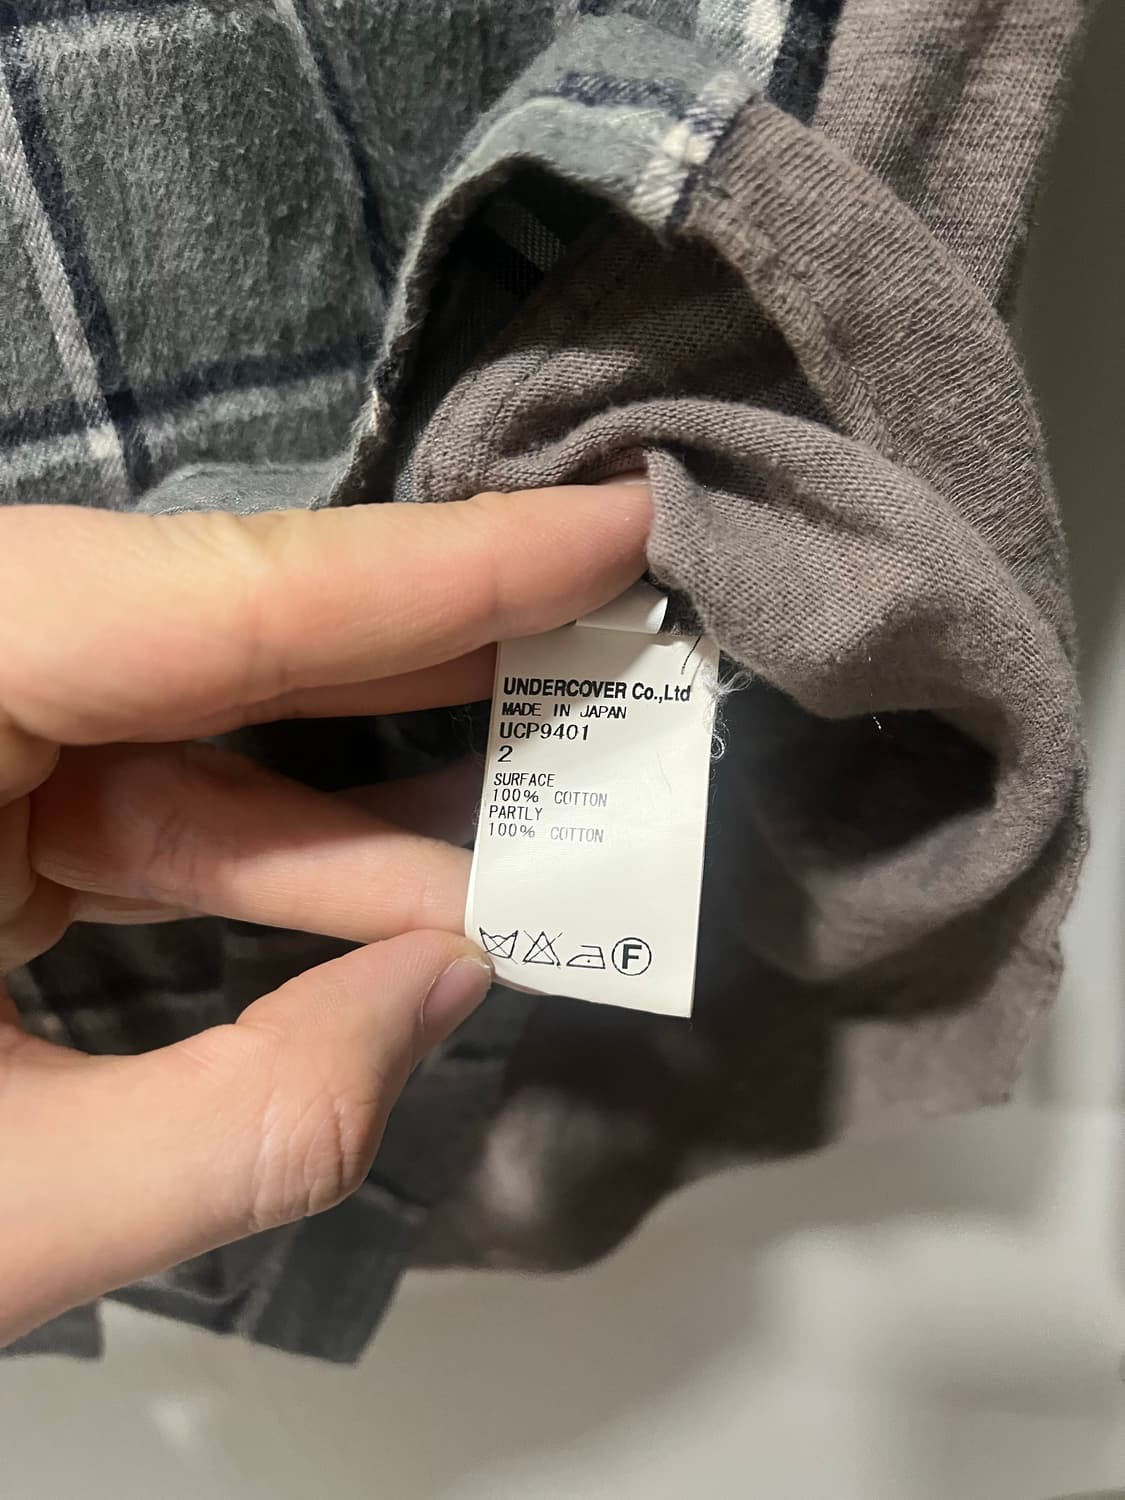 UNDERCOVER Co.,Ltd
MADE IN JAPAN
UCP9401
2
SURFACE
100% COTTON
PARTLY
100% COTTON
F